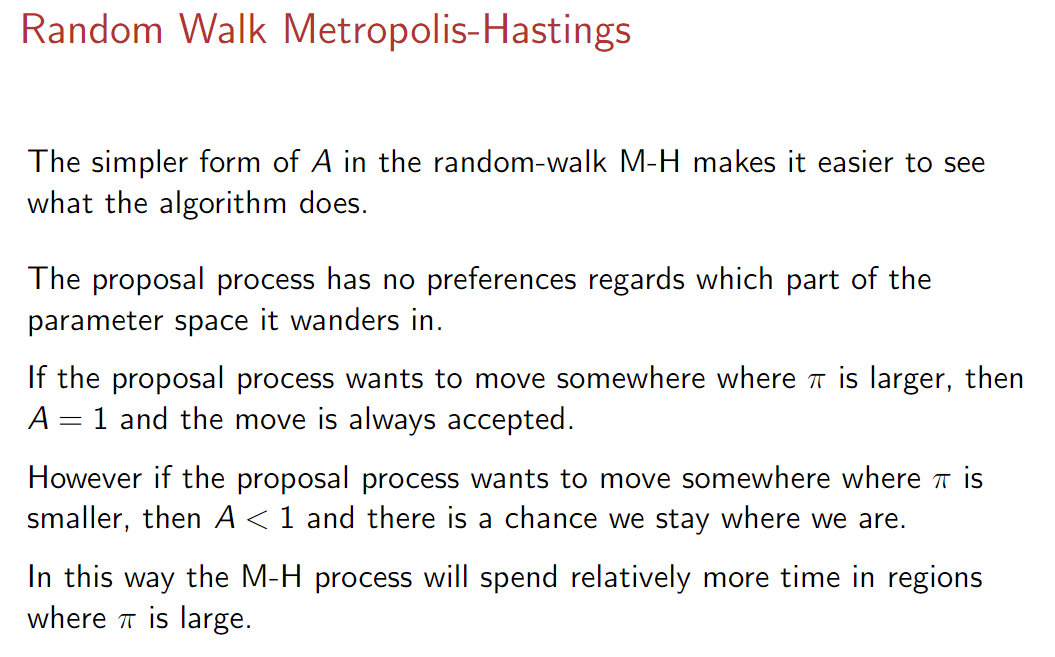 Random Walk Metropolis-Hastings
The simpler form of A in the random-walk M-H makes it easier to see
what the algorithm does.
The proposal process has no preferences regards which part of the
parameter space it wanders in.
If the proposal process wants to move somewhere where π is larger, then
A = 1 and the move is always accepted.
However if the proposal process wants to move somewhere where π is
smaller, then A < 1 and there is a chance we stay where we are.
In this way the M-H process will spend relatively more time in regions
where π is large.